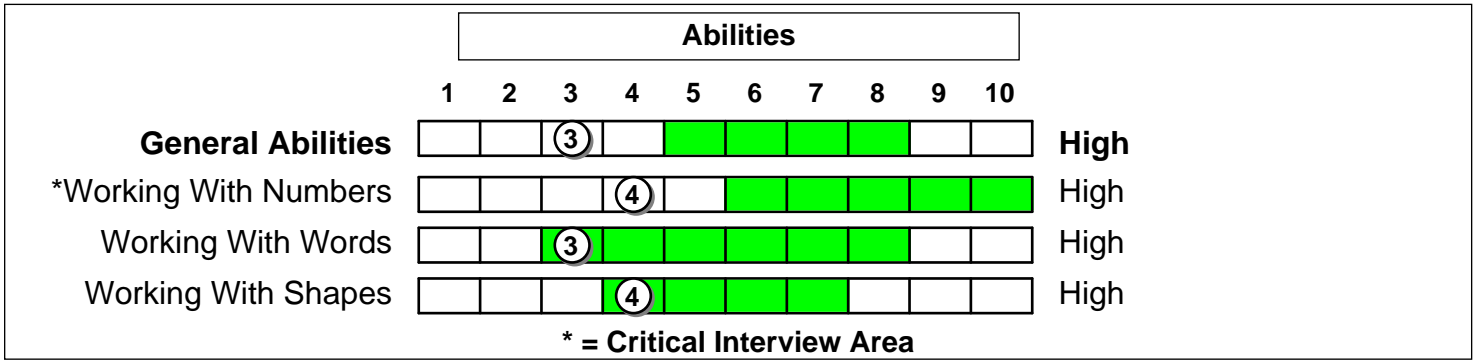 Abilities
1 2 3 4 5 6 7 8 9 10
General Abilities 3 High
*Working With Numbers 4 High
Working With Words 3 High
Working With Shapes 4 High
* = Critical Interview Area